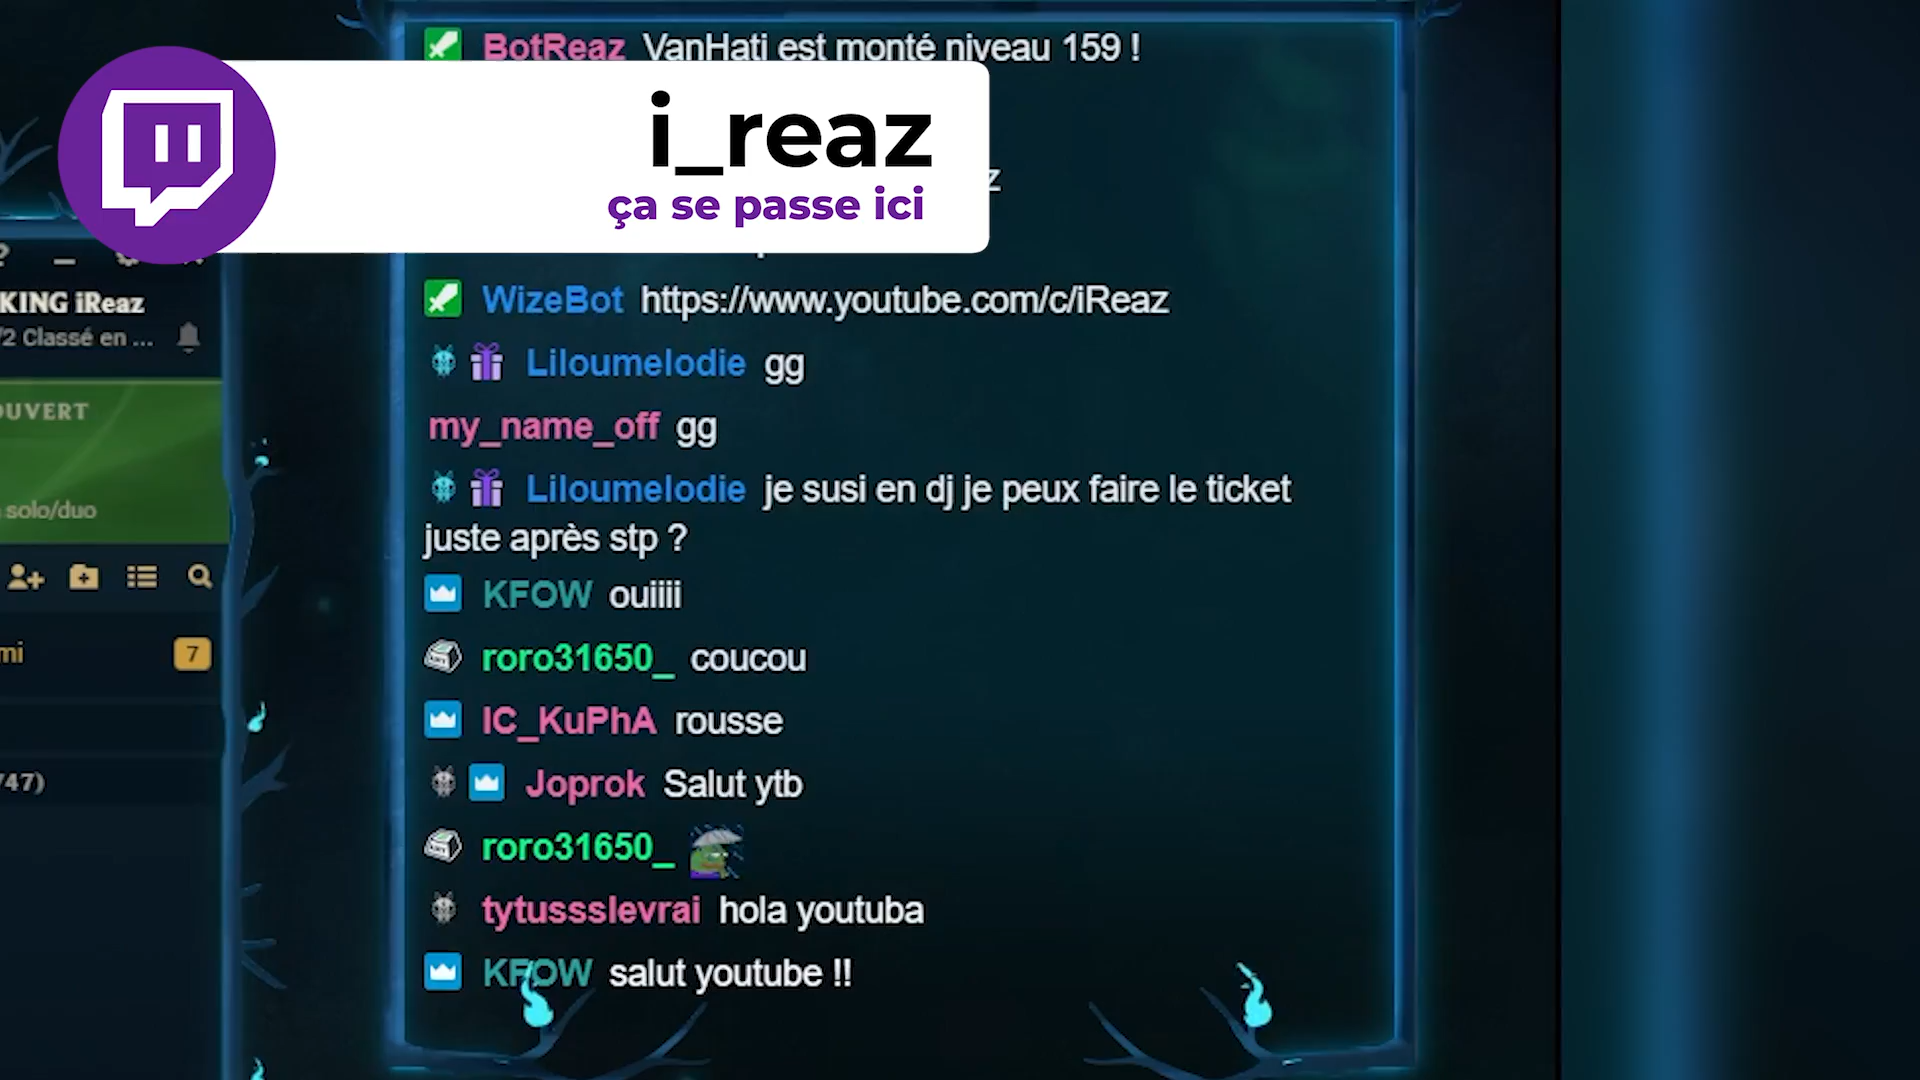 BotReaz VanHati est monté niveau 159 !
i_reaz
ça se passe ici
z
WizeBot https://www.youtube.com/c/iReaz
Liloumelodie gg
my_name_off gg
Liloumelodie je susi en dj je peux faire le ticket
juste après stp ?
KFOW ouiiii
roro31650_ coucou
IC_KuPhA rousse
Joprok Salut ytb
roro31650_
tytussslevrai hola youtuba
KFOW salut youtube !!
KING iReaz
/2 Classé en ...
OUVERT
solo/duo
mi
7
/47)